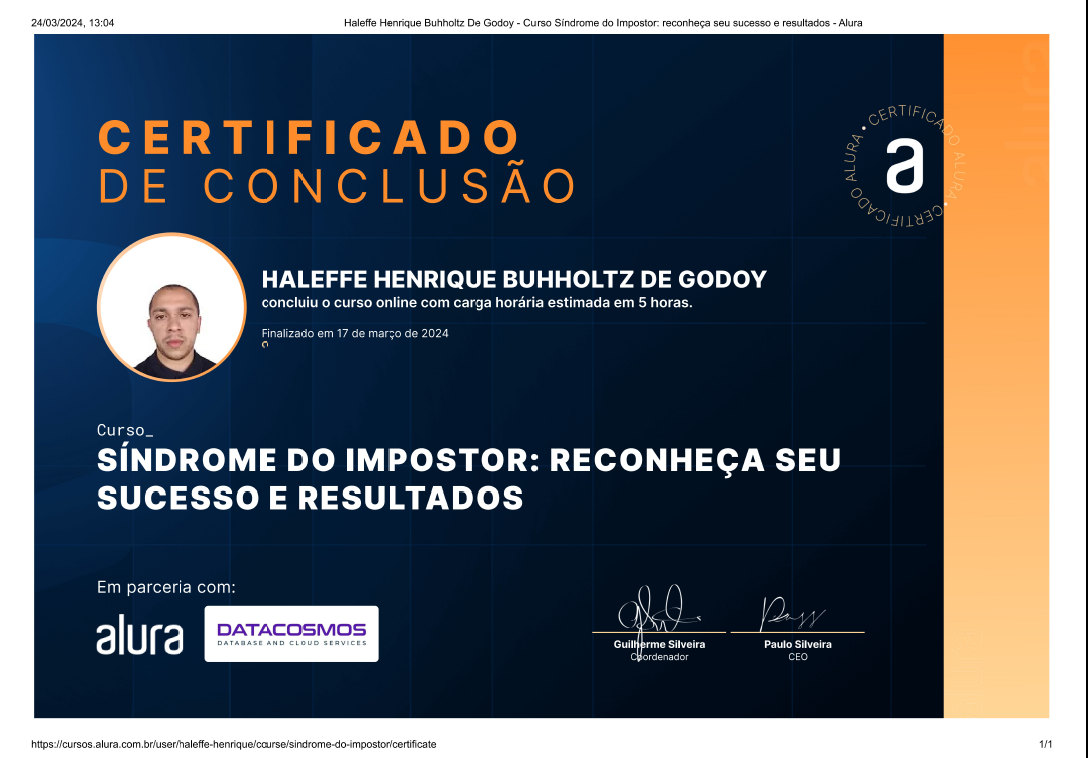 24/03/2024, 13:04
Haleffe Henrique Buhholtz De Godoy - Curso Síndrome do Impostor: reconheça seu sucesso e resultados - Alura
CERTIFICADO
DE CONCLUSÃO
CERTIFICADO ALURA • CERTIFICADO ALURA •
a
HALEFFE HENRIQUE BUHHOLTZ DE GODOY
concluiu o curso online com carga horária estimada em 5 horas.
Finalizado em 17 de março de 2024
Curso_
SÍNDROME DO IMPOSTOR: RECONHEÇA SEU
SUCESSO E RESULTADOS
Em parceria com:
alura
DATACOSMOS
DATABASE AND CLOUD SERVICES
Guilherme Silveira
Coordenador
Paulo Silveira
CEO
https://cursos.alura.com.br/user/haleffe-henrique/course/sindrome-do-impostor/certificate
1/1